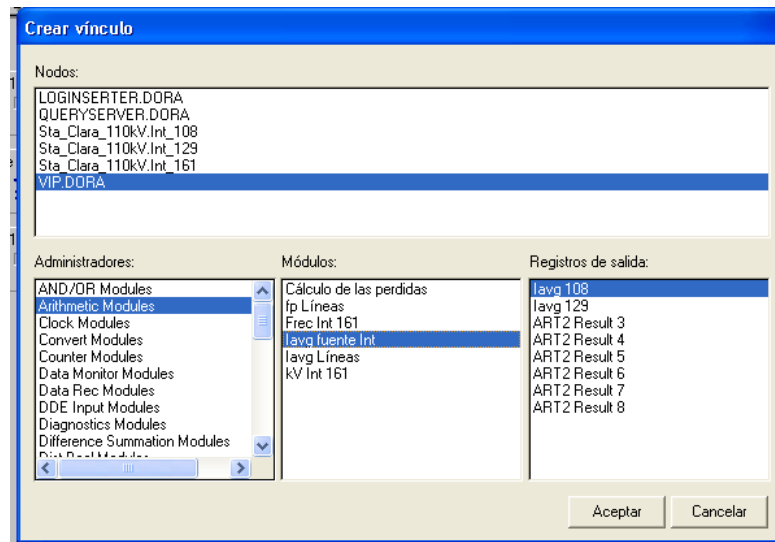 Crear vínculo
Nodos:
LOGINSERTER.DORA
QUERYSERVER.DORA
Sta_Clara_110kV.Int_108
Sta_Clara_110kV.Int_129
Sta_Clara_110kV.Int_161
VIP.DORA
Administradores:
AND/OR Modules
Arithmetic Modules
Clock Modules
Convert Modules
Counter Modules
Data Monitor Modules
Data Rec Modules
DDE Input Modules
Diagnostics Modules
Difference Summation Modules
Módulos:
Cálculo de las perdidas
fp Líneas
Frec Int 161
Iavg fuente Int
Iavg Líneas
kV Int 161
Registros de salida:
Iavg 108
Iavg 129
ART2 Result 3
ART2 Result 4
ART2 Result 5
ART2 Result 6
ART2 Result 7
ART2 Result 8
Aceptar
Cancelar